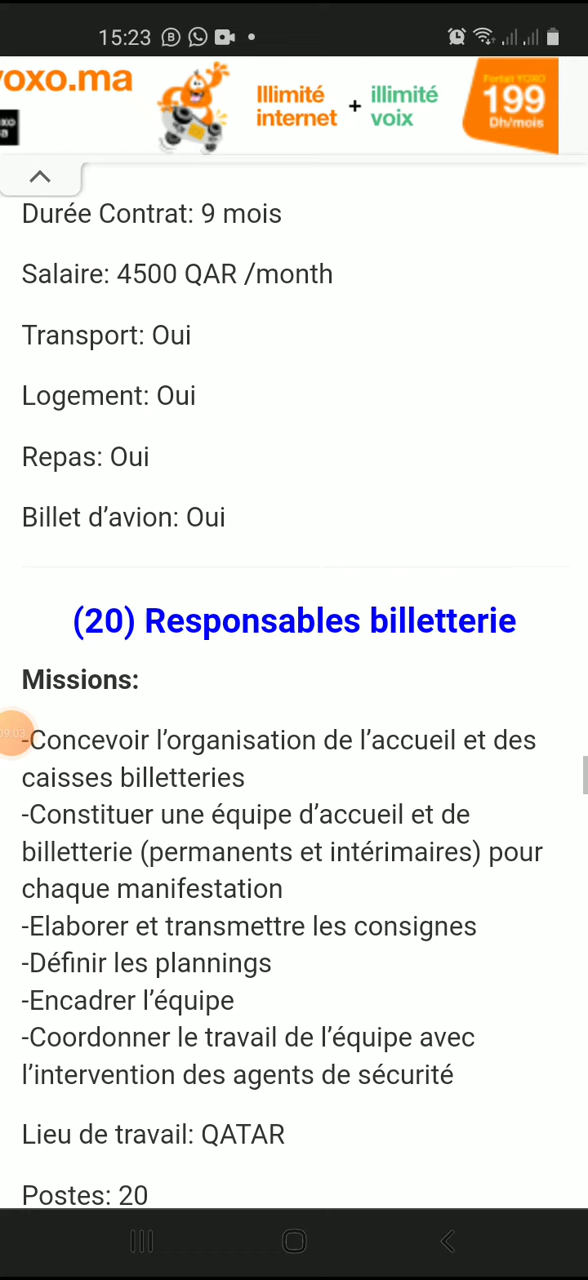 15:23
yoxo.ma
Illimité
internet
+
illimité
voix
Forfait YOXO
199
Dh/mois
Durée Contrat: 9 mois
Salaire: 4500 QAR /month
Transport: Oui
Logement: Oui
Repas: Oui
Billet d’avion: Oui
(20) Responsables billetterie
Missions:
09:03
-Concevoir l’organisation de l’accueil et des
caisses billetteries
-Constituer une équipe d’accueil et de
billetterie (permanents et intérimaires) pour
chaque manifestation
-Elaborer et transmettre les consignes
-Définir les plannings
-Encadrer l’équipe
-Coordonner le travail de l’équipe avec
l’intervention des agents de sécurité
Lieu de travail: QATAR
Postes: 20